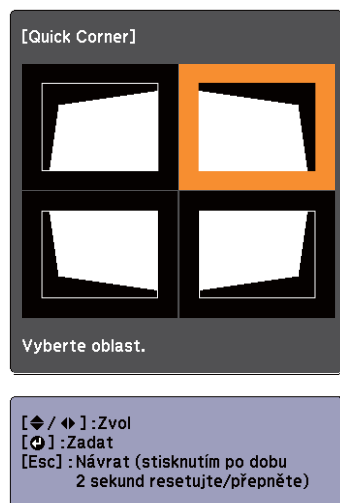 [Quick Corner]
Vyberte oblast.
[ / ] :Zvol
[ ] :Zadat
[Esc] :Návrat (stisknutím po dobu
2 sekund resetujte/přepněte)